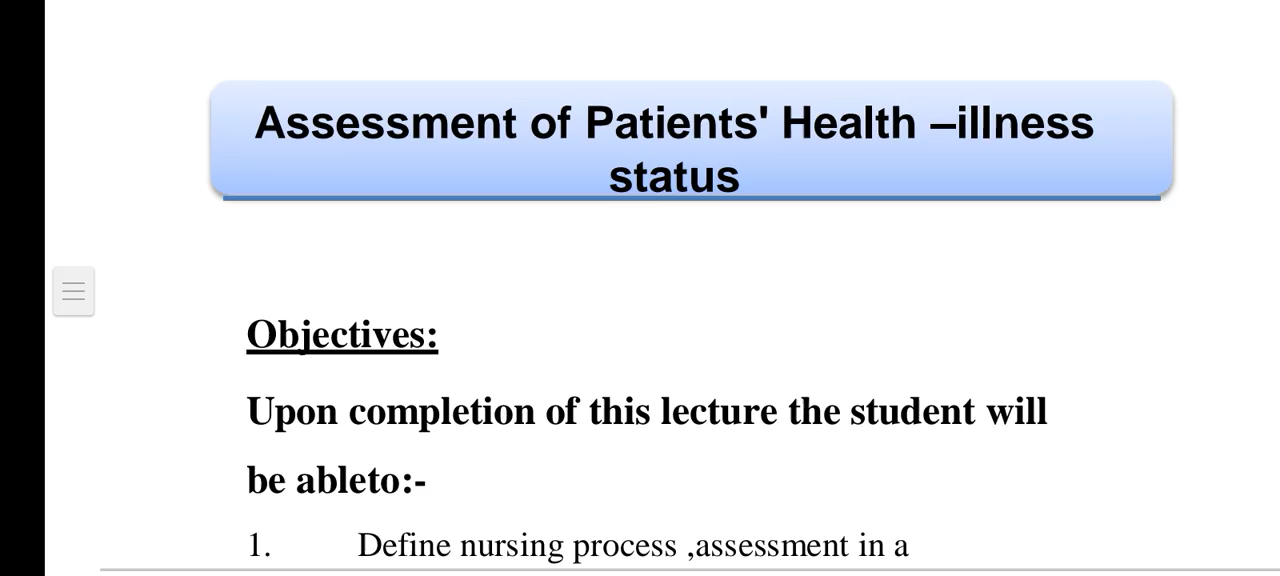 Assessment of Patients' Health –illness
status
Objectives:
Upon completion of this lecture the student will
be ableto:-
1. Define nursing process ,assessment in a